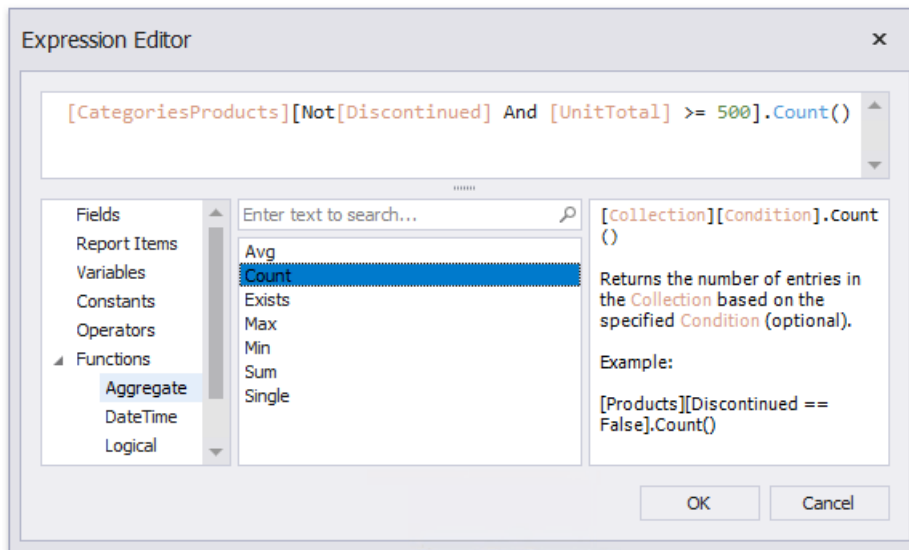 Expression Editor
[CategoriesProducts][Not[Discontinued] And [UnitTotal] >= 500].Count()
Fields
Report Items
Variables
Constants
Operators
Functions
Aggregate
DateTime
Logical
Enter text to search...
Avg
Count
Exists
Max
Min
Sum
Single
[Collection][Condition].Count
()
Returns the number of entries in
the Collection based on the
specified Condition (optional).
Example:
[Products][Discontinued ==
False].Count()
OK
Cancel